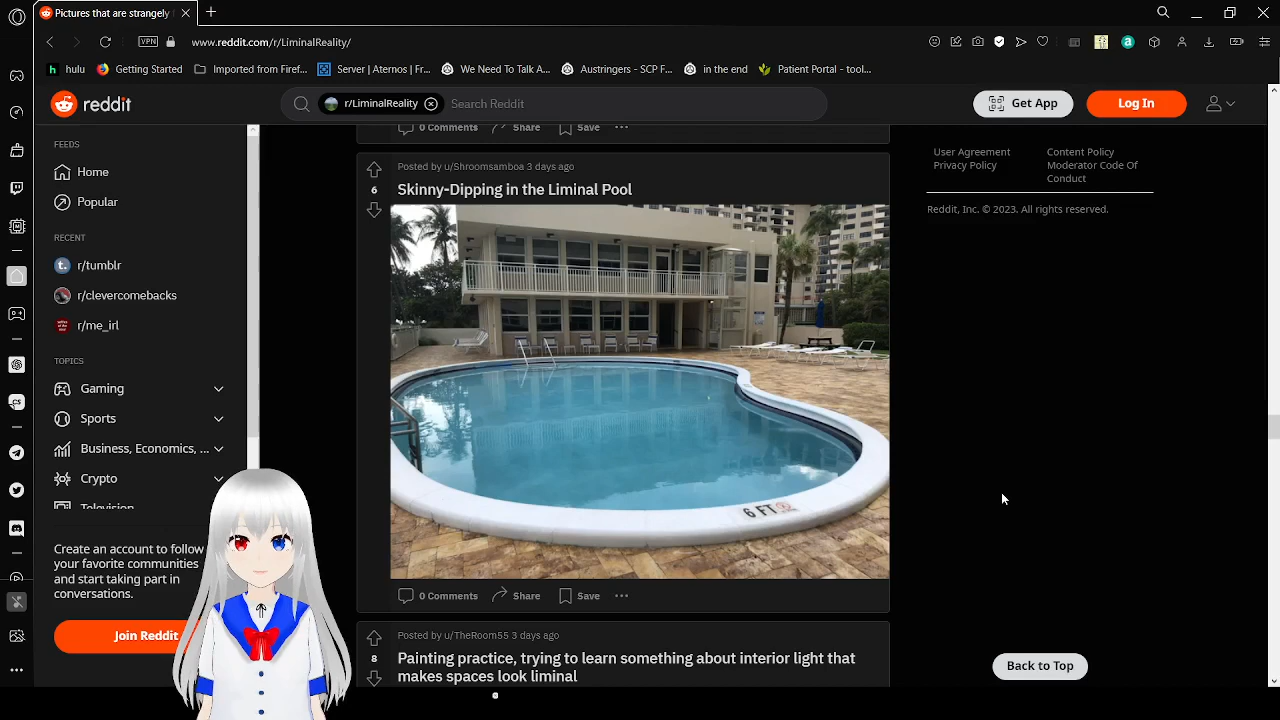 Pictures that are strangely
VPN
www.reddit.com/r/LiminalReality/
hulu
Getting Started
Imported from Firef...
Server | Aternos | Fr...
We Need To Talk A...
Austringers - SCP F...
in the end
Patient Portal - tool...
reddit
r/LiminalReality
Search Reddit
Get App
Log In
FEEDS
Home
Popular
RECENT
r/tumblr
r/clevercomebacks
r/me_irl
TOPICS
Gaming
Sports
Business, Economics, ...
Crypto
Television
Create an account to follow
your favorite communities
and start taking part in
conversations.
Join Reddit
0 Comments
Share
Save
Posted by u/Shroomsamboa 3 days ago
6
Skinny-Dipping in the Liminal Pool
6 FT
0 Comments
Share
Save
Posted by u/TheRoom55 3 days ago
8
Painting practice, trying to learn something about interior light that
makes spaces look liminal
User Agreement
Privacy Policy
Content Policy
Moderator Code Of
Conduct
Reddit, Inc. © 2023. All rights reserved.
Back to Top